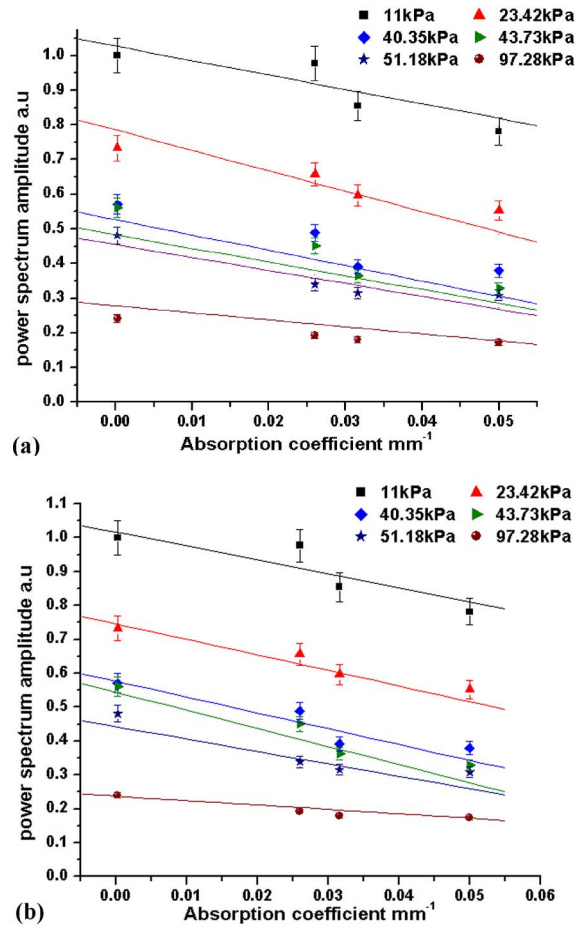 11kPa 23.42kPa
40.35kPa 43.73kPa
51.18kPa 97.28kPa
1.0
0.9
0.8
0.7
0.6
0.5
0.4
0.3
0.2
0.1
0.0
power spectrum amplitude a.u
0.00 0.01 0.02 0.03 0.04 0.05
(a) Absorption coefficient mm-1
11kPa 23.42kPa
40.35kPa 43.73kPa
51.18kPa 97.28kPa
1.1
1.0
0.9
0.8
0.7
0.6
0.5
0.4
0.3
0.2
0.1
0.0
power spectrum amplitude a.u
0.00 0.01 0.02 0.03 0.04 0.05 0.06
(b) Absorption coefficient mm-1